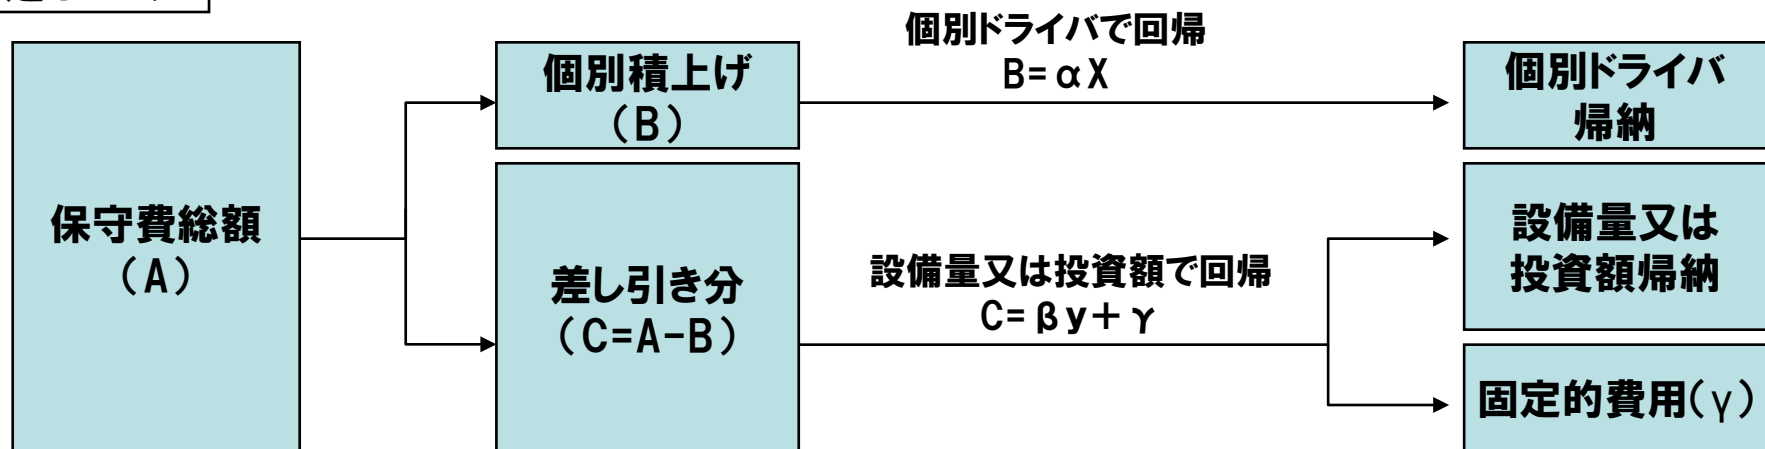 保守費総額
(A)
個別積上げ
(B)
差し引き分
(C=A-B)
個別ドライバで回帰
B=αX
設備量又は投資額で回帰
C=βy+γ
個別ドライバ
帰納
設備量又は
投資額帰納
固定的費用(γ)